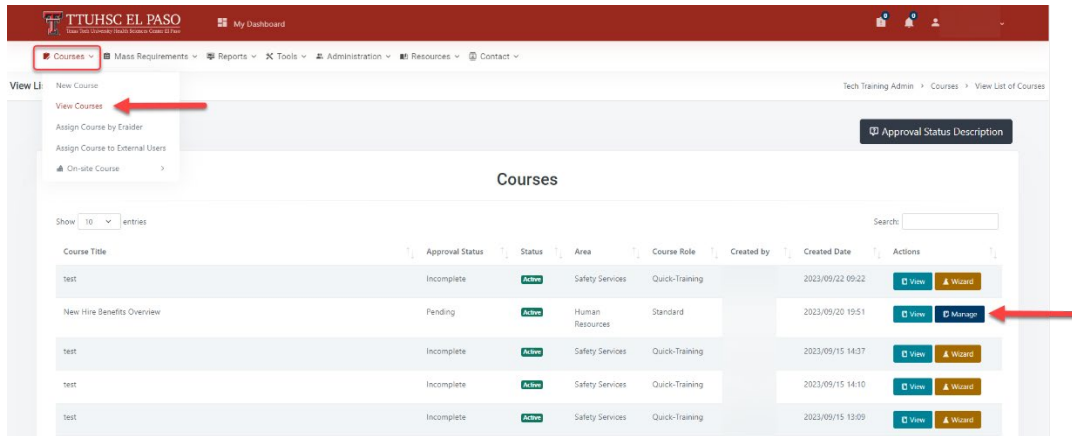 TTUHSC EL PASO
Texas Tech University Health Sciences Center El Paso
My Dashboard
0
0
Courses
Mass Requirements
Reports
Tools
Administration
Resources
Contact
View Li
New Course
View Courses
Assign Course by Eraider
Assign Course to External Users
On-site Course
Tech Training Admin > Courses > View List of Courses
Approval Status Description
Courses
Show 10 entries
Search:
Course Title Approval Status Status Area Course Role Created by Created Date Actions
test Incomplete Active Safety Services Quick-Training 2023/09/22 09:22 View Wizard
New Hire Benefits Overview Pending Active Human Resources Standard 2023/09/20 19:51 View Manage
test Incomplete Active Safety Services Quick-Training 2023/09/15 14:37 View Wizard
test Incomplete Active Safety Services Quick-Training 2023/09/15 14:10 View Wizard
test Incomplete Active Safety Services Quick-Training 2023/09/15 13:09 View Wizard